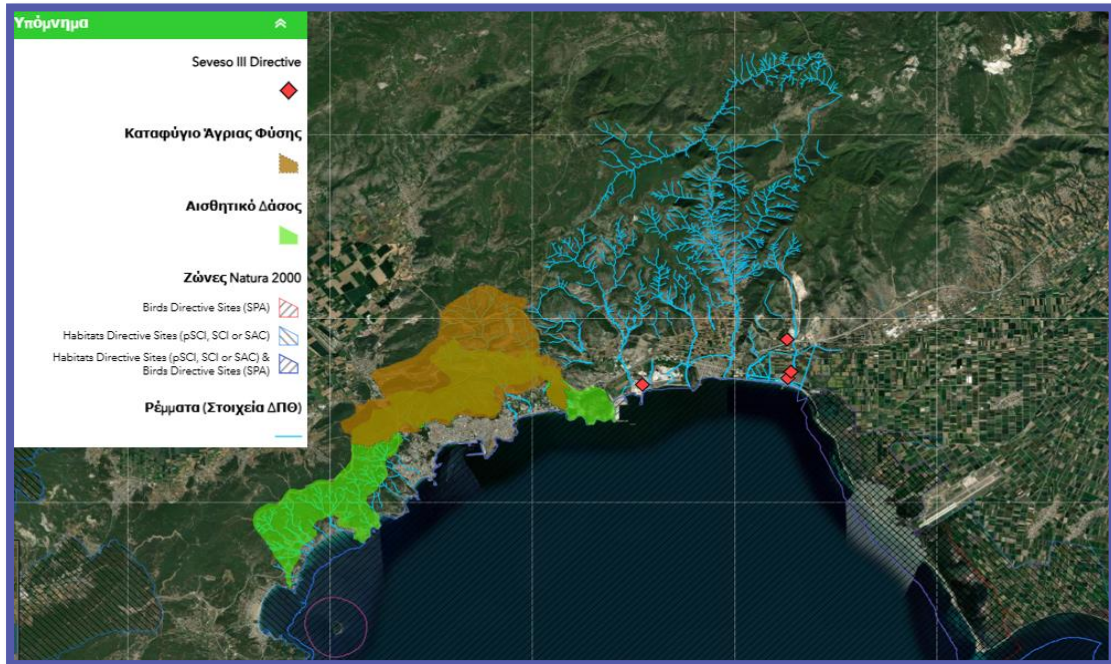 Υπόμνημα
Seveso III Directive
Καταφύγιο Άγριας Φύσης
Αισθητικό Δάσος
Ζώνες Natura 2000
Birds Directive Sites (SPA)
Habitats Directive Sites (pSCI, SCI or SAC)
Habitats Directive Sites (pSCI, SCI or SAC) &
Birds Directive Sites (SPA)
Ρέμματα (Στοιχεία ΔΠΘ)